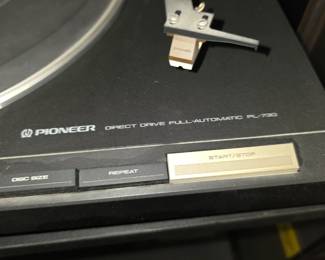 PIONEER DIRECT DRIVE FULL-AUTOMATIC PL-730
DISC SIZE REPEAT START/STOP